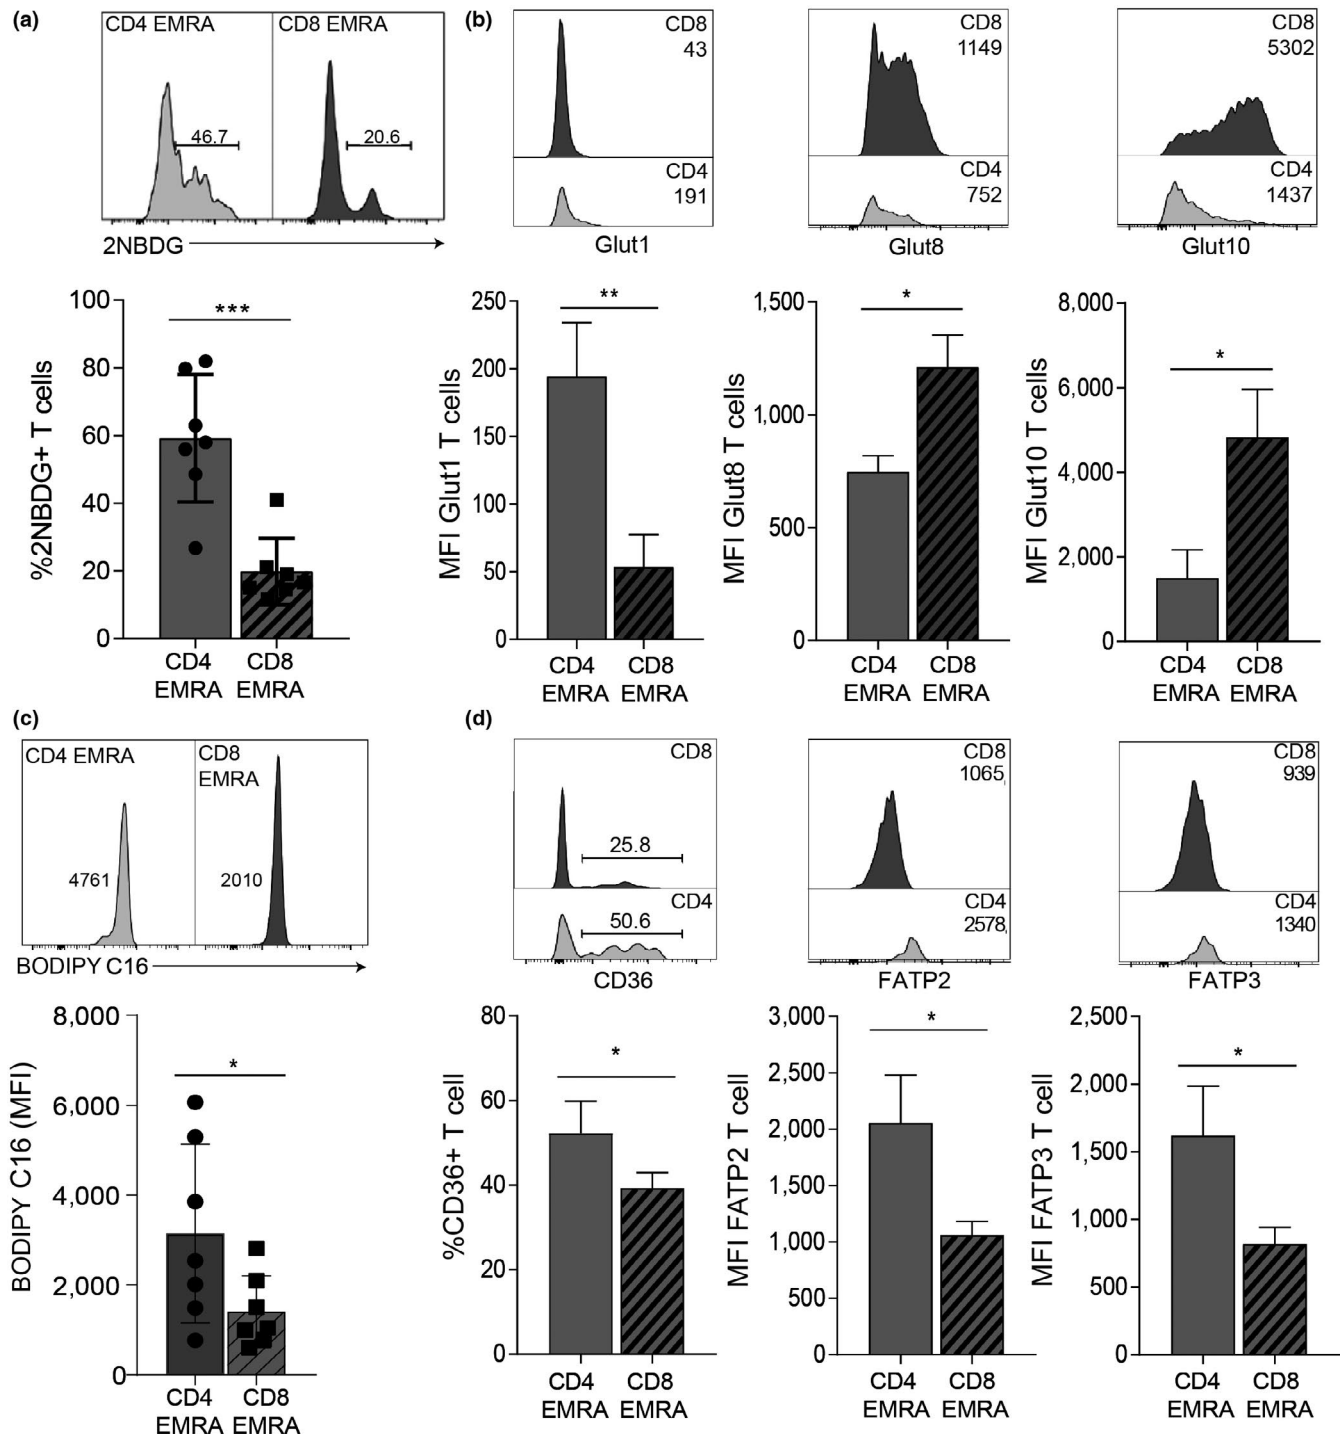 (a)
CD4 EMRA
CD8 EMRA
46.7
20.6
2NBDG
%2NBDG+ T cells
100
80
60
40
20
0
***
CD4
EMRA
CD8
EMRA
(b)
CD8
43
CD4
191
Glut1
CD8
1149
CD4
752
Glut8
CD8
5302
CD4
1437
Glut10
MFI Glut1 T cells
250
200
150
100
50
0
**
CD4
EMRA
CD8
EMRA
MFI Glut8 T cells
1,500
1,000
500
0
*
CD4
EMRA
CD8
EMRA
MFI Glut10 T cells
8,000
6,000
4,000
2,000
0
*
CD4
EMRA
CD8
EMRA
(c)
CD4 EMRA
CD8
EMRA
4761
2010
BODIPY C16
BODIPY C16 (MFI)
8,000
6,000
4,000
2,000
0
*
CD4
EMRA
CD8
EMRA
(d)
CD8
25.8
CD4
50.6
CD36
CD8
1065
CD4
2578
FATP2
CD8
939
CD4
1340
FATP3
%CD36+ T cell
80
60
40
20
0
*
CD4
EMRA
CD8
EMRA
MFI FATP2 T cell
3,000
2,500
2,000
1,500
1,000
500
0
*
CD4
EMRA
CD8
EMRA
MFI FATP3 T cell
2,500
2,000
1,500
1,000
500
0
*
CD4
EMRA
CD8
EMRA